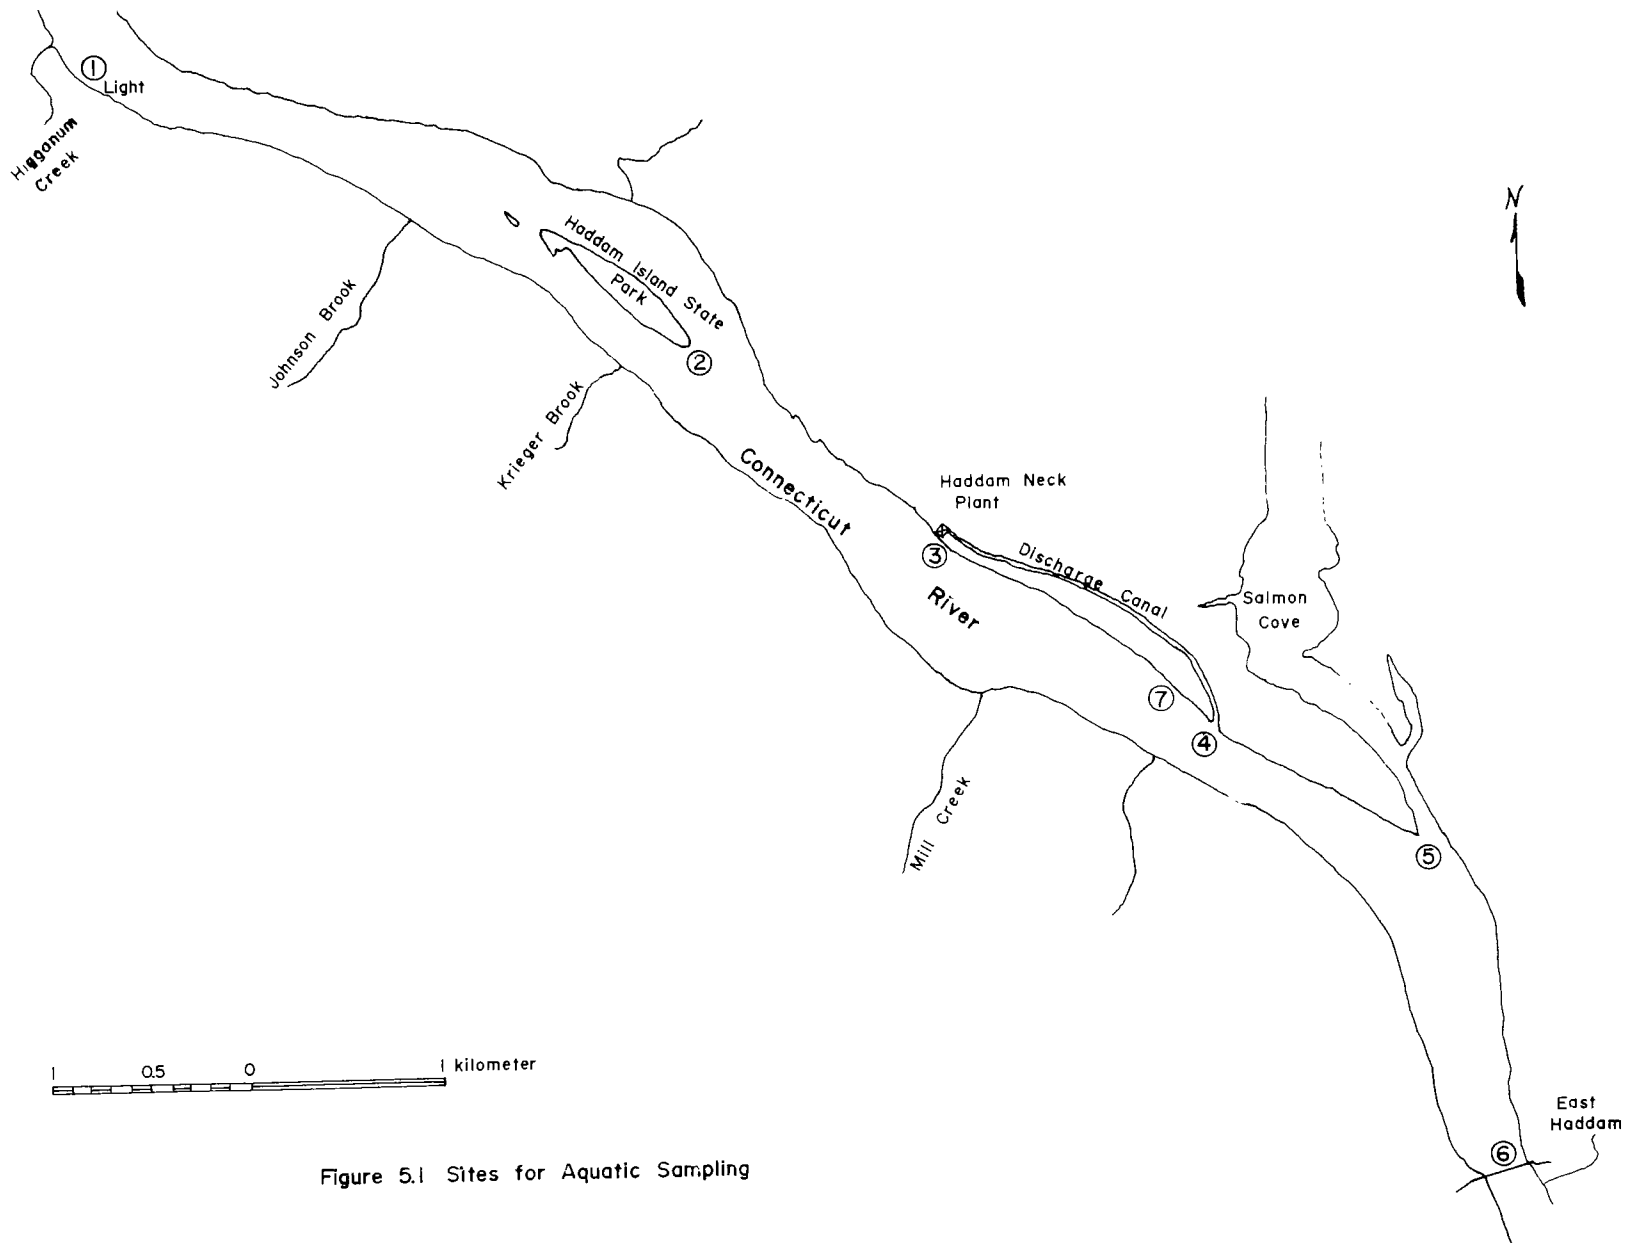 1
Light
Higganum
Creek
N
Haddam Island State
Park
Johnson Brook
2
Krieger Brook
Connecticut
River
Haddam Neck
Plant
3
Discharge Canal
Salmon
Cove
7
4
Mill Creek
5
1 0.5 0 1 kilometer
East
Haddam
6
Figure 5.1 Sites for Aquatic Sampling